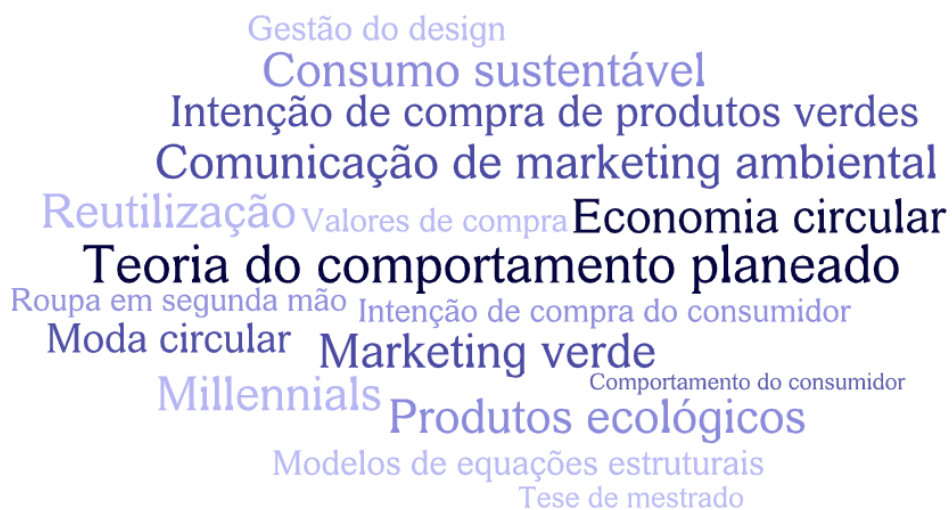 Gestão do design
Consumo sustentável
Intenção de compra de produtos verdes
Comunicação de marketing ambiental
Reutilização Valores de compra Economia circular
Teoria do comportamento planeado
Roupa em segunda mão Intenção de compra do consumidor
Moda circular Marketing verde
Millennials Comportamento do consumidor
Produtos ecológicos
Modelos de equações estruturais
Tese de mestrado